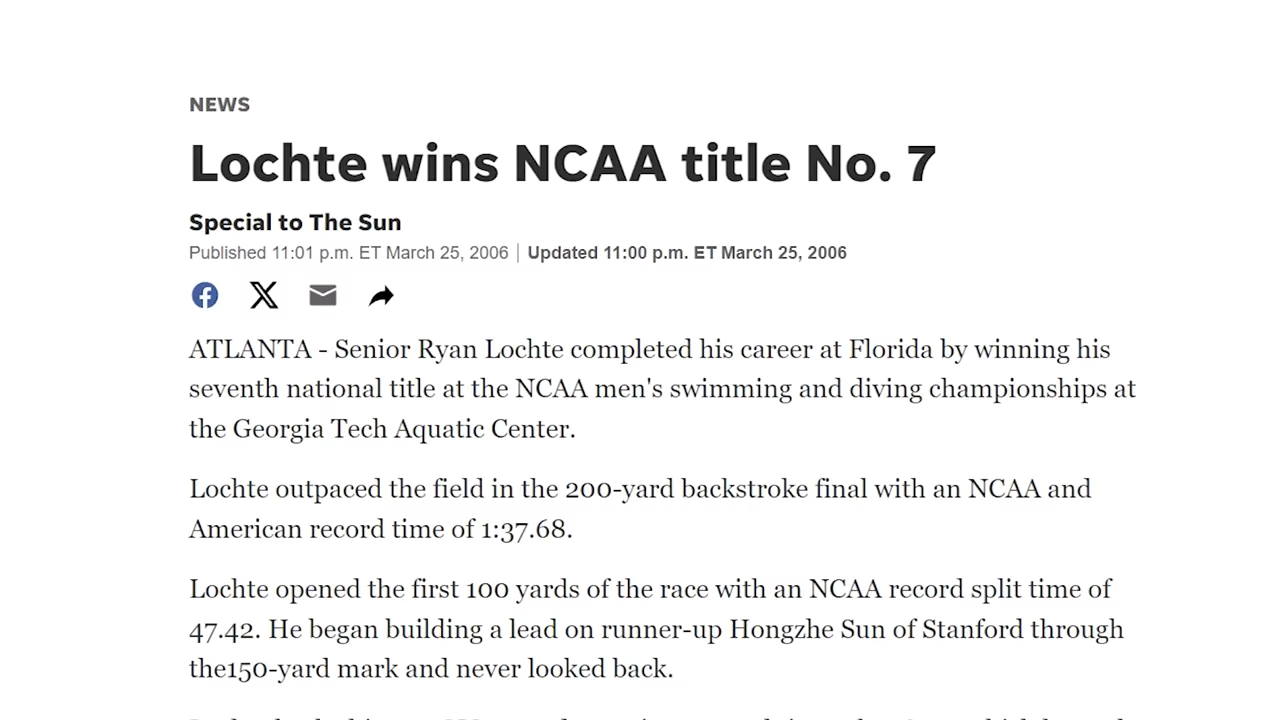 NEWS
Lochte wins NCAA title No. 7
Special to The Sun
Published 11:01 p.m. ET March 25, 2006 | Updated 11:00 p.m. ET March 25, 2006
ATLANTA - Senior Ryan Lochte completed his career at Florida by winning his
seventh national title at the NCAA men's swimming and diving championships at
the Georgia Tech Aquatic Center.
Lochte outpaced the field in the 200-yard backstroke final with an NCAA and
American record time of 1:37.68.
Lochte opened the first 100 yards of the race with an NCAA record split time of
47.42. He began building a lead on runner-up Hongzhe Sun of Stanford through
the150-yard mark and never looked back.